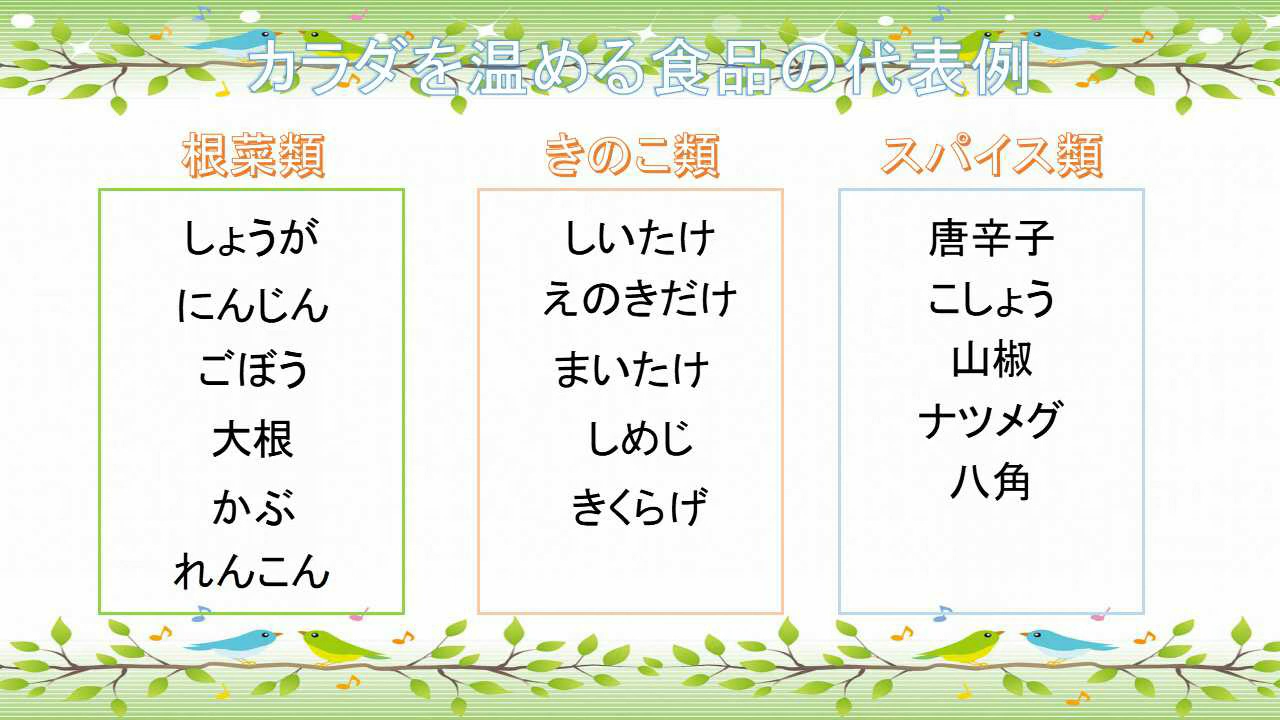 カラダを温める食品の代表例
根菜類
しょうが
にんじん
ごぼう
大根
かぶ
れんこん
きのこ類
しいたけ
えのきだけ
まいたけ
しめじ
きくらげ
スパイス類
唐辛子
こしょう
山椒
ナツメグ
八角